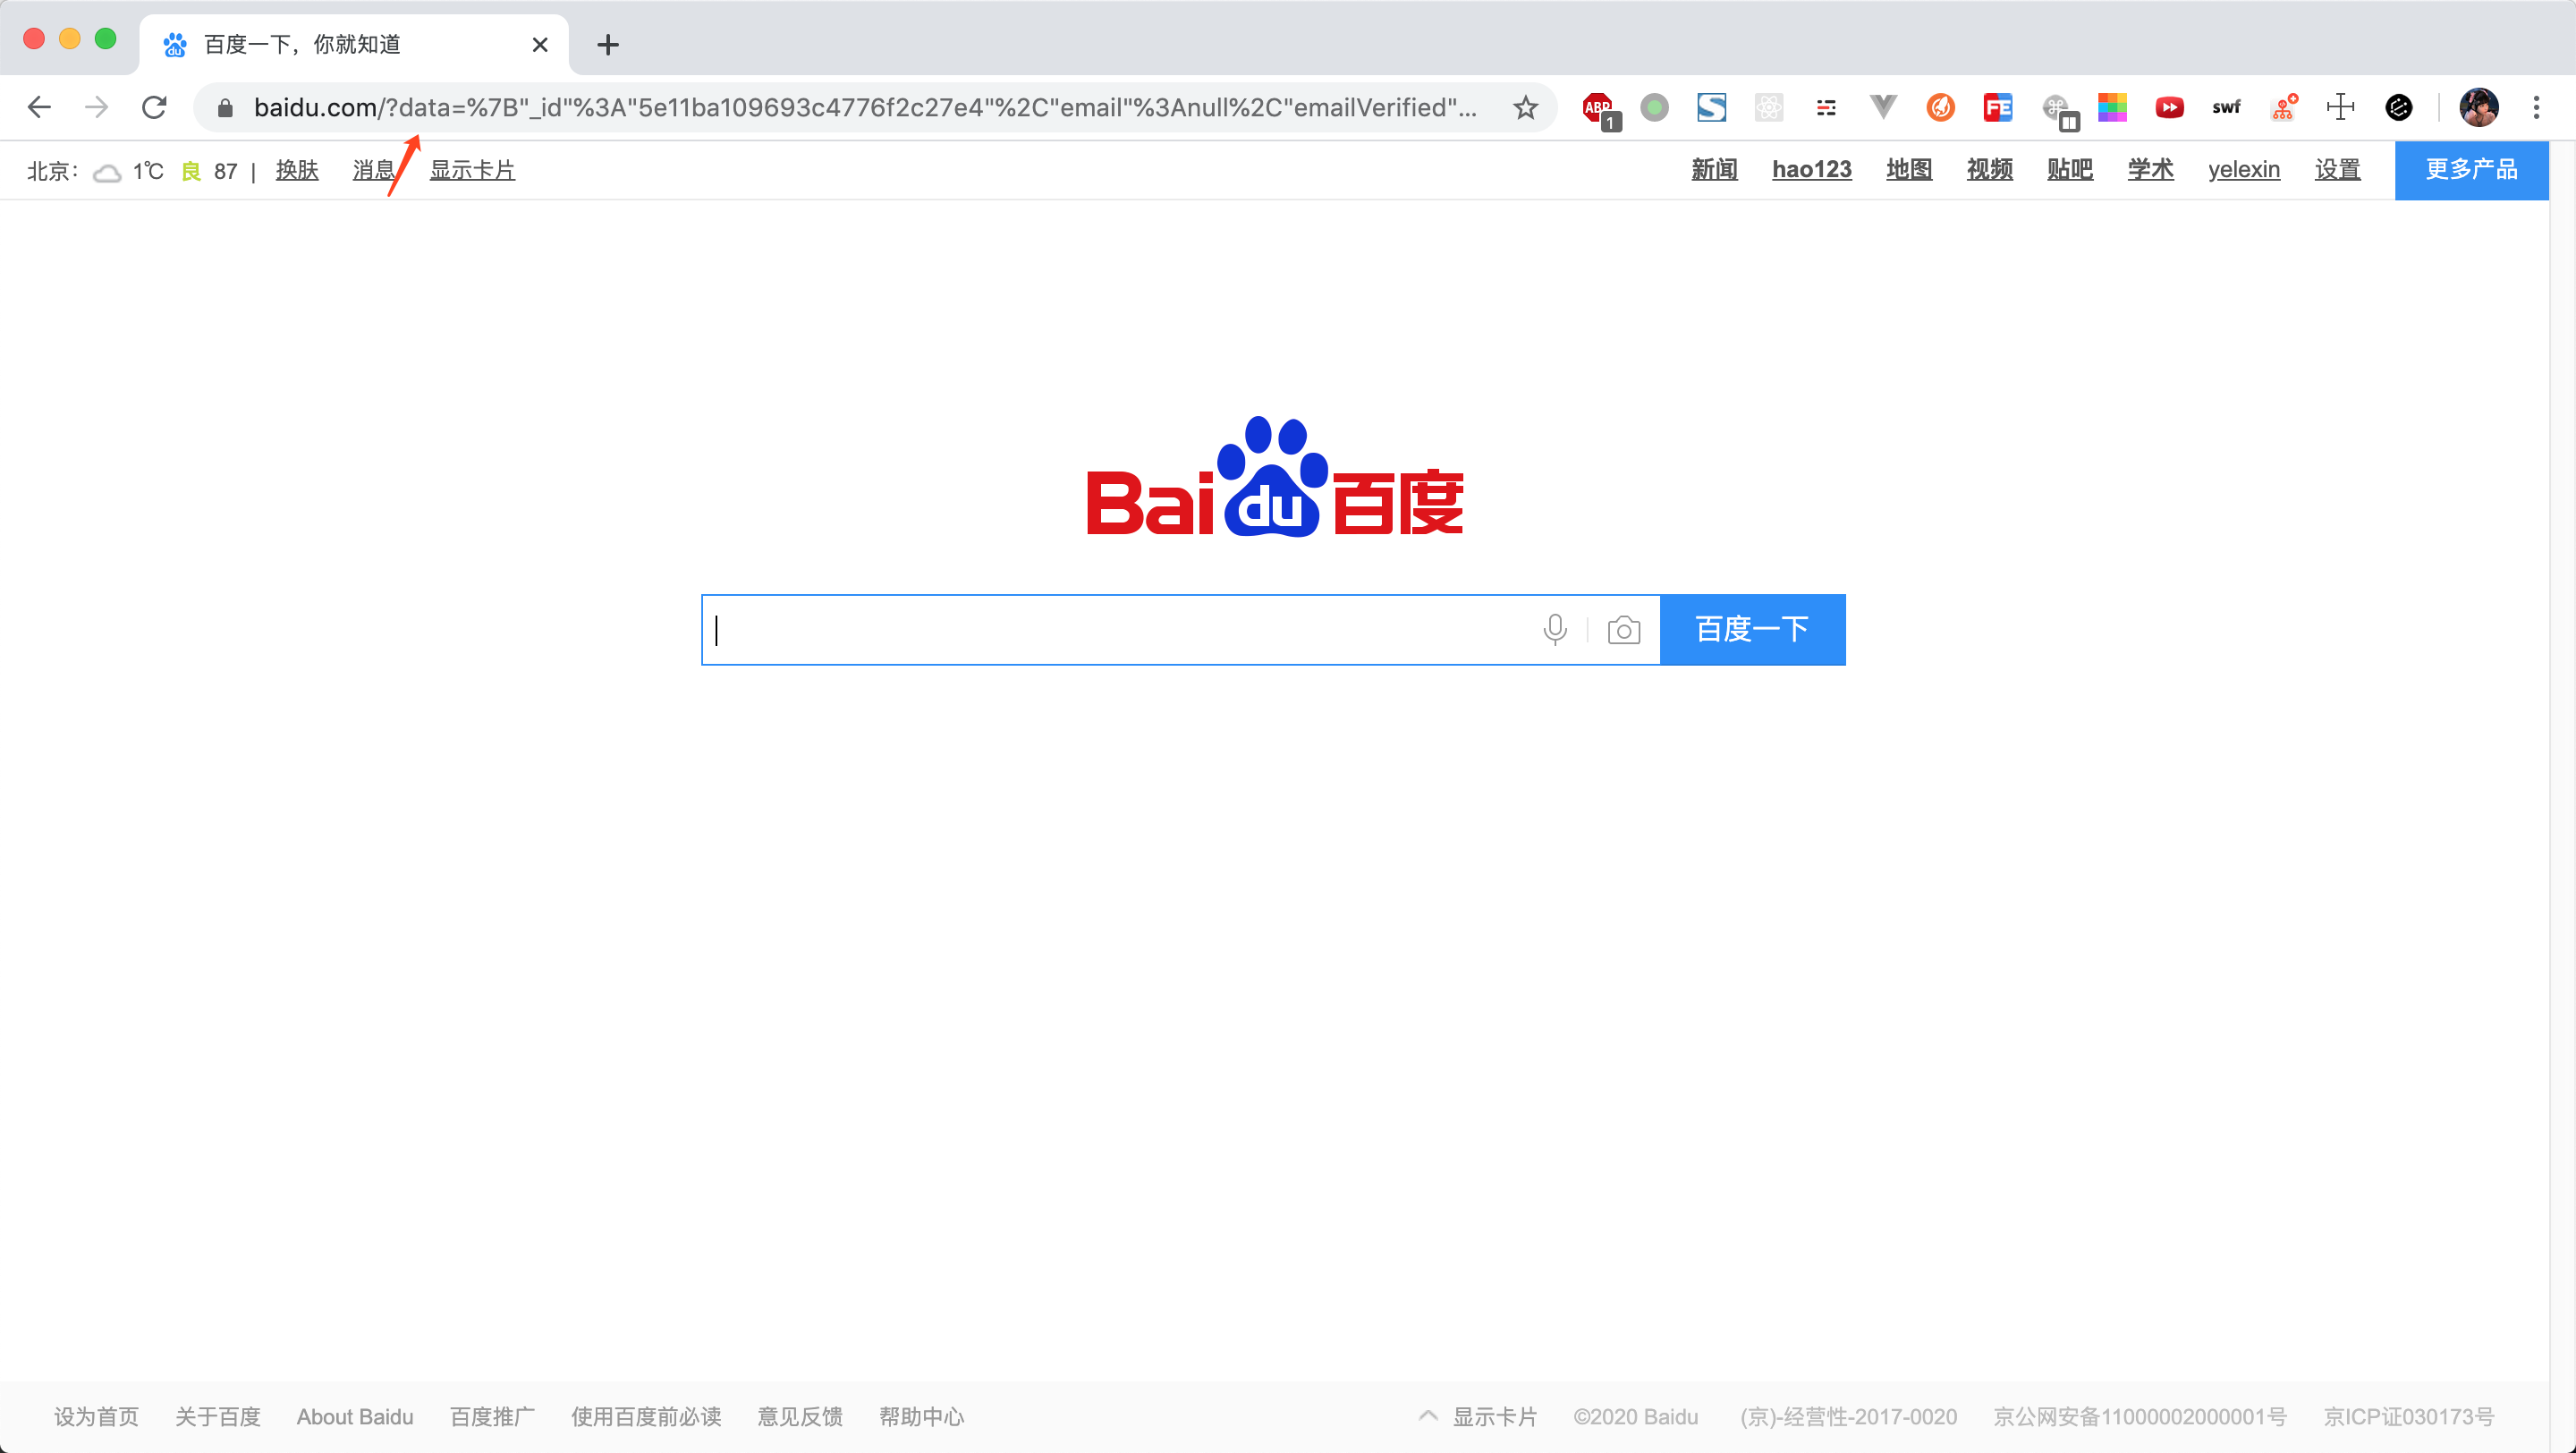 百度一下，你就知道
baidu.com/?data=%7B"_id"%3A"5e11ba109693c4776f2c27e4"%2C"email"%3Anull%2C"emailVerified"...
ABP 1 S FE swf
北京： 1℃ 良 87 | 换肤 消息 显示卡片 新闻 hao123 地图 视频 贴吧 学术 yelexin 设置 更多产品
Bai du 百度
百度一下
设为首页 关于百度 About Baidu 百度推广 使用百度前必读 意见反馈 帮助中心 显示卡片 ©2020 Baidu (京)-经营性-2017-0020 京公网安备11000002000001号 京ICP证030173号